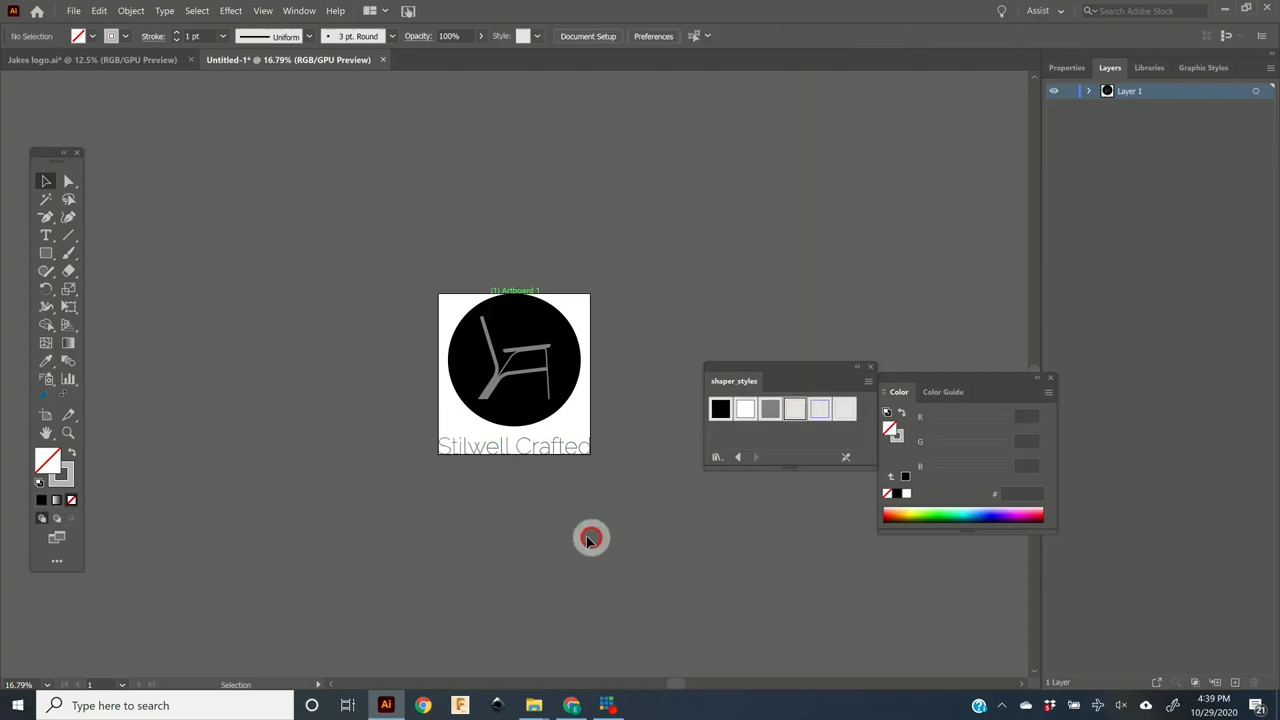 Ai File Edit Object Type Select Effect View Window Help Assist Search Adobe Stock
No Selection Stroke: 1 pt Uniform 3 pt. Round Opacity: 100% Style: Document Setup Preferences
Jakes logo.ai* @ 12.5% (RGB/GPU Preview) Untitled-1* @ 16.79% (RGB/GPU Preview)
Properties Layers Libraries Graphic Styles
Layer 1
(1) Artboard 1
Stilwell Crafted
shaper_styles
Color Color Guide
R
G
B
#
16.79% 1 Selection 1 Layer
Type here to search Ai 4:39 PM
10/29/2020 21